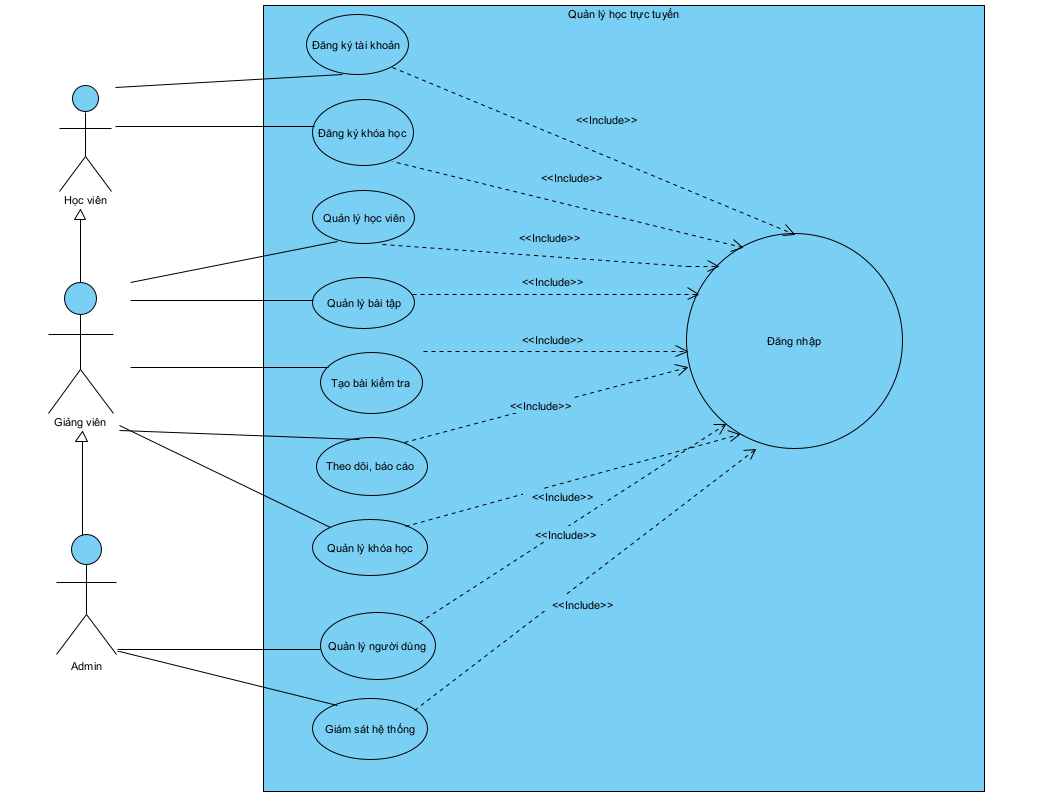 Quản lý học trực tuyến
Đăng ký tài khoản
<<Include>>
Đăng ký khóa học
<<Include>>
Học viên
Quản lý học viên
<<Include>>
<<Include>>
Quản lý bài tập
<<Include>>
Đăng nhập
Tạo bài kiểm tra
<<Include>>
Giảng viên
Theo dõi, báo cáo
<<Include>>
<<Include>>
Quản lý khóa học
<<Include>>
Quản lý người dùng
Admin
Giám sát hệ thống